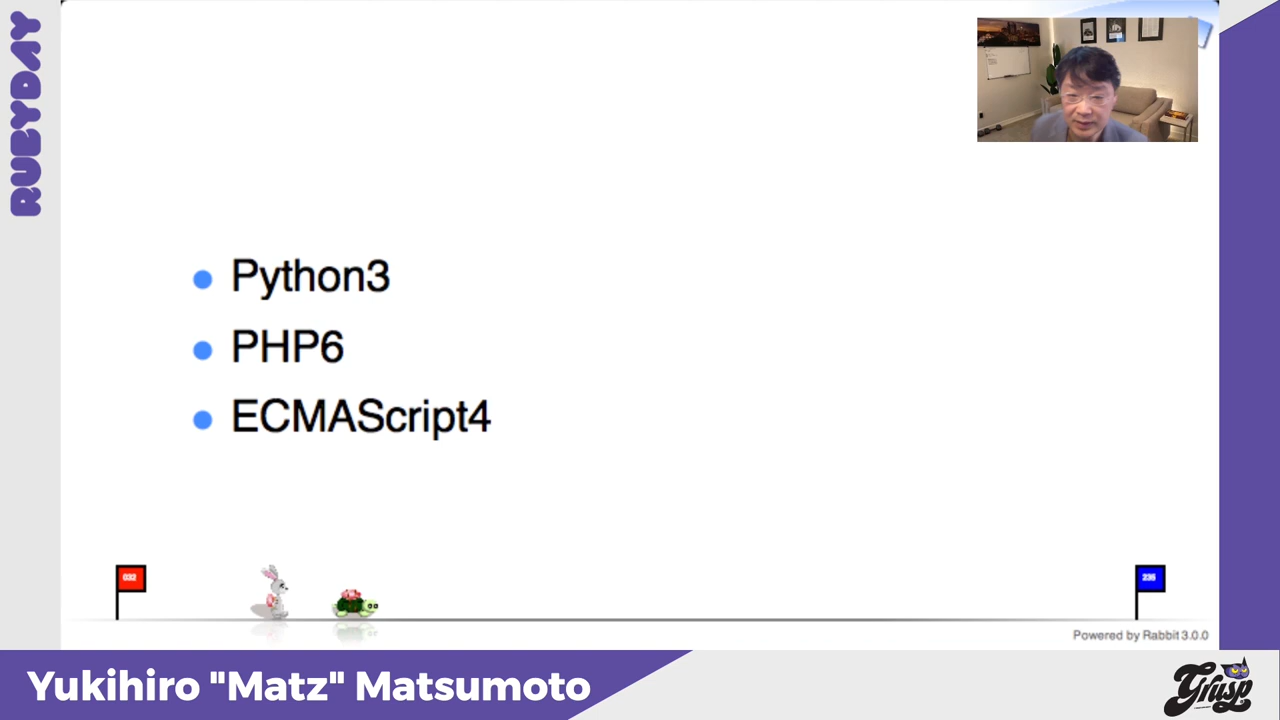 RUBYDAY
Python3
PHP6
ECMAScript4
032
236
Powered by Rabbit 3.0.0
Yukihiro "Matz" Matsumoto
Grusp